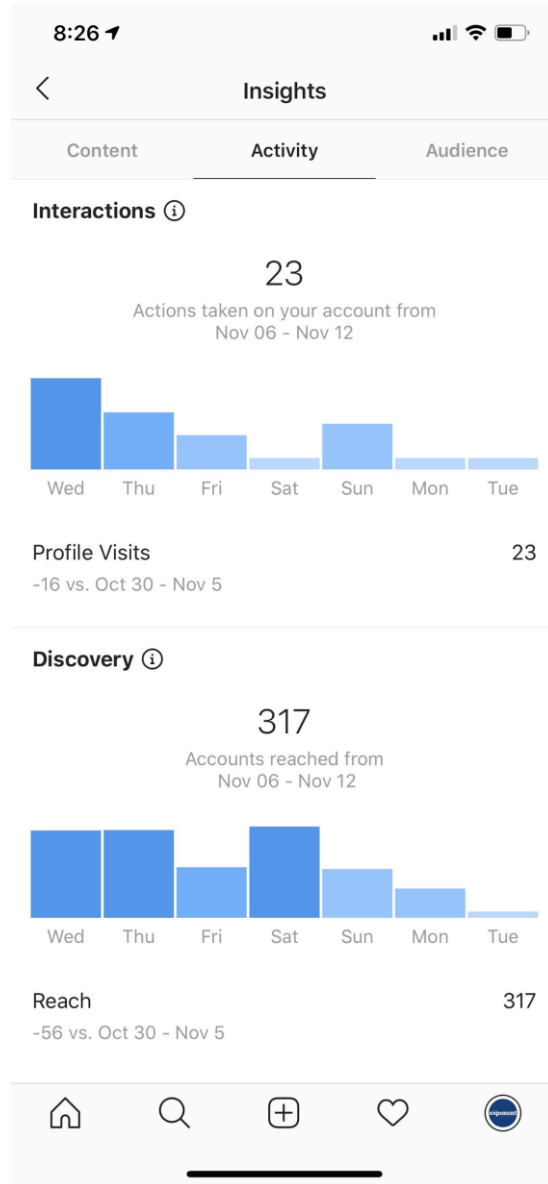 8:26
Insights
Content Activity Audience
Interactions
23
Actions taken on your account from
Nov 06 - Nov 12
Wed Thu Fri Sat Sun Mon Tue
Profile Visits 23
-16 vs. Oct 30 - Nov 5
Discovery
317
Accounts reached from
Nov 06 - Nov 12
Wed Thu Fri Sat Sun Mon Tue
Reach 317
-56 vs. Oct 30 - Nov 5
exponent